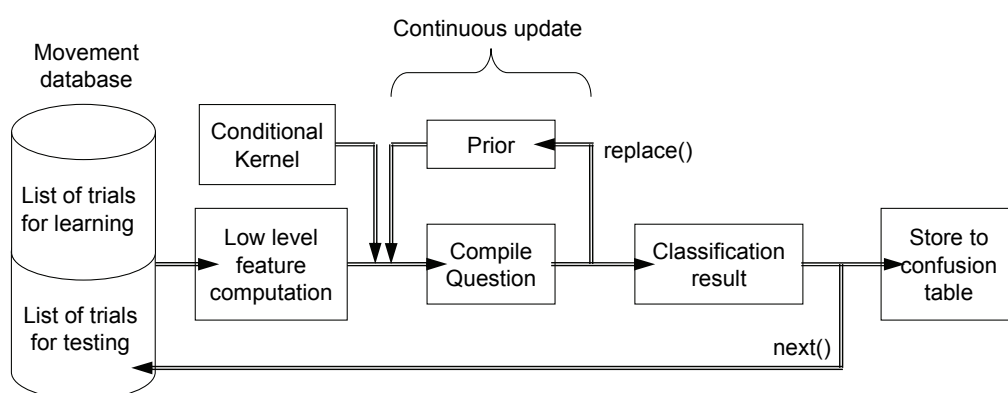 Continuous update
Movement
database
Conditional
Kernel
Prior
replace()
List of trials
for learning
Low level
feature
computation
Compile
Question
Classification
result
Store to
confusion
table
List of trials
for testing
next()